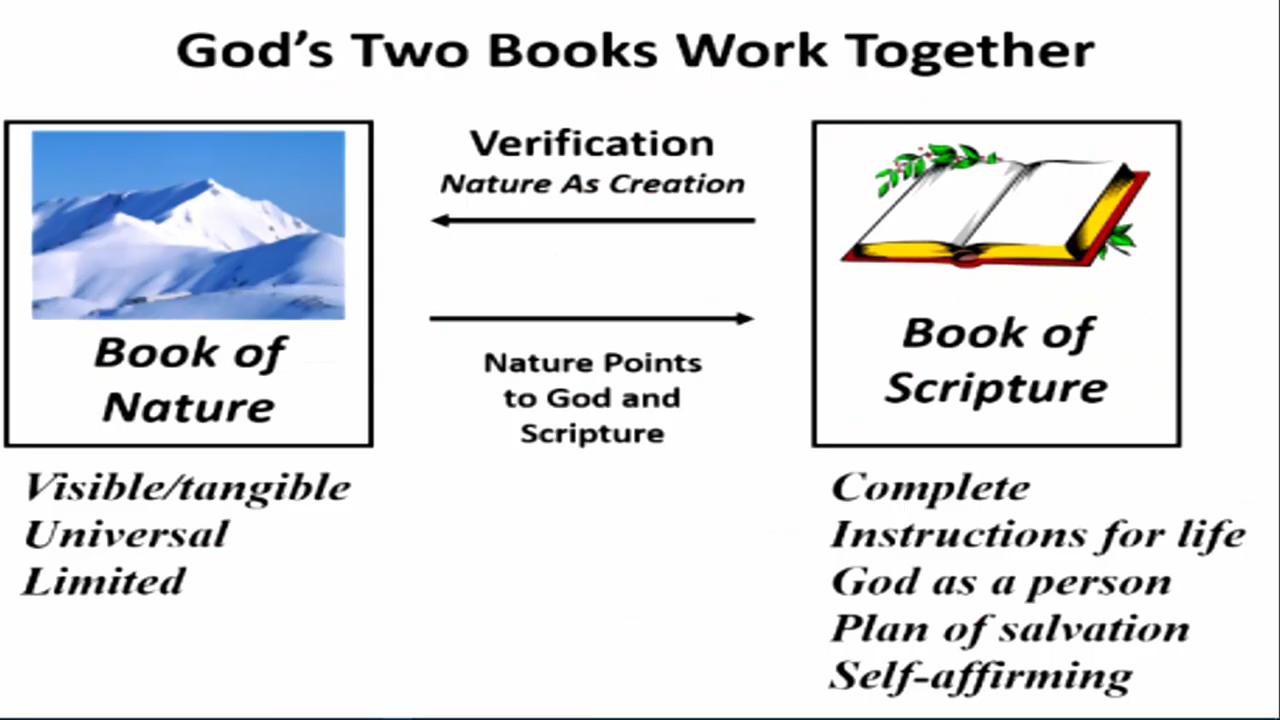 God's Two Books Work Together
Verification
Nature As Creation
Nature Points
to God and
Scripture
Book of
Nature
Visible/tangible
Universal
Limited
Book of
Scripture
Complete
Instructions for life
God as a person
Plan of salvation
Self-affirming